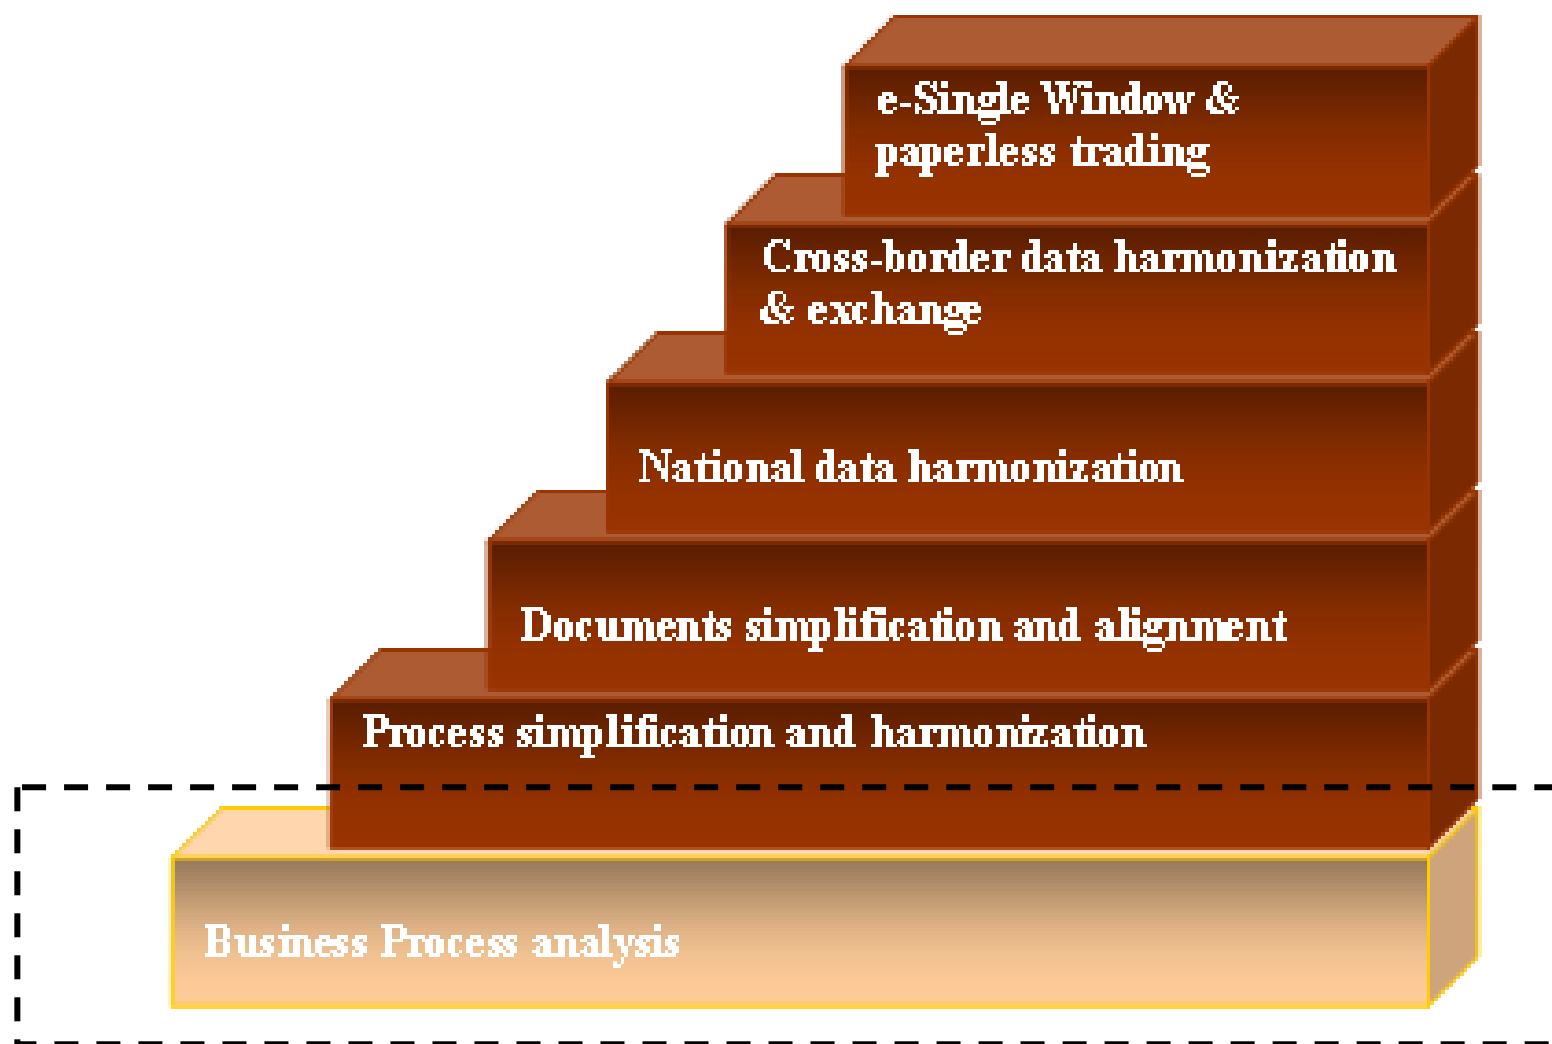 e-Single Window &
paperless trading
Cross-border data harmonization
& exchange
National data harmonization
Documents simplification and alignment
Process simplification and harmonization
Business Process analysis